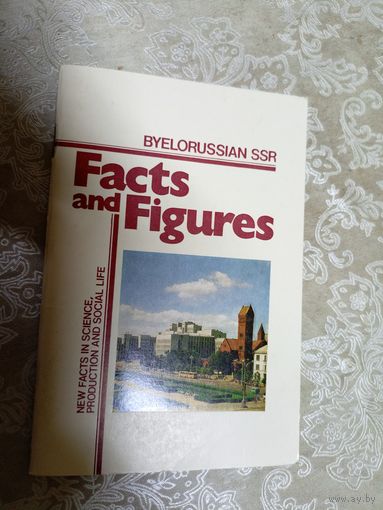 BYELORUSSIAN SSR
Facts
and Figures
NEW FACTS IN SCIENCE,
PRODUCTION AND SOCIAL LIFE
www.ay.by